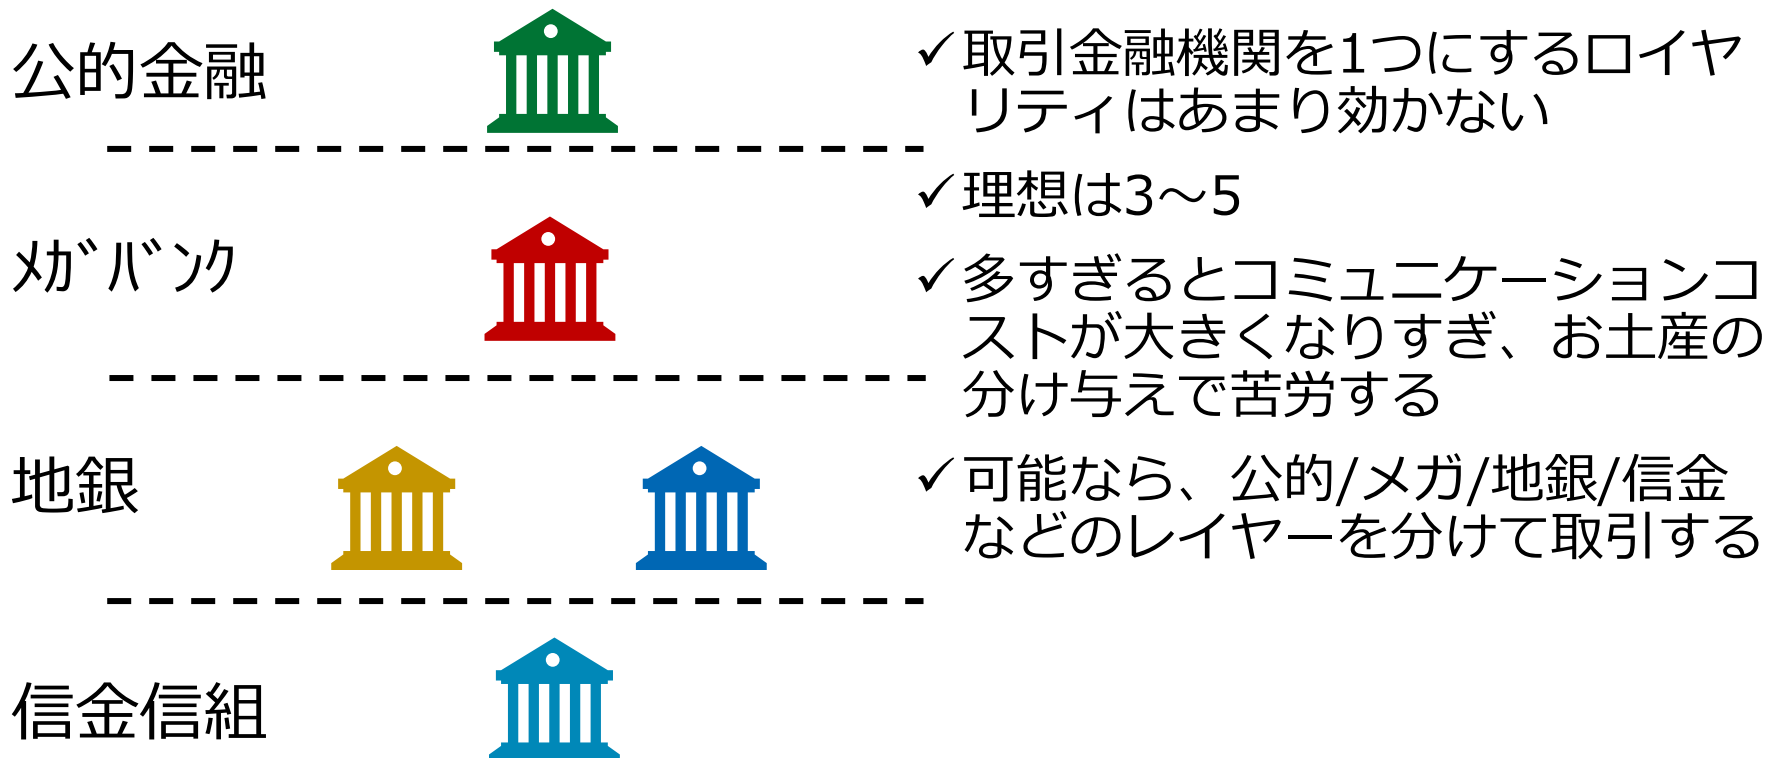 公的金融
ﾒｶﾞﾊﾞﾝｸ
地銀
信金信組
✓取引金融機関を1つにするロイヤ
リティはあまり効かない
✓理想は3～5
✓多すぎるとコミュニケーションコ
ストが大きくなりすぎ、お土産の
分け与えで苦労する
✓可能なら、公的/メガ/地銀/信金
などのレイヤーを分けて取引する